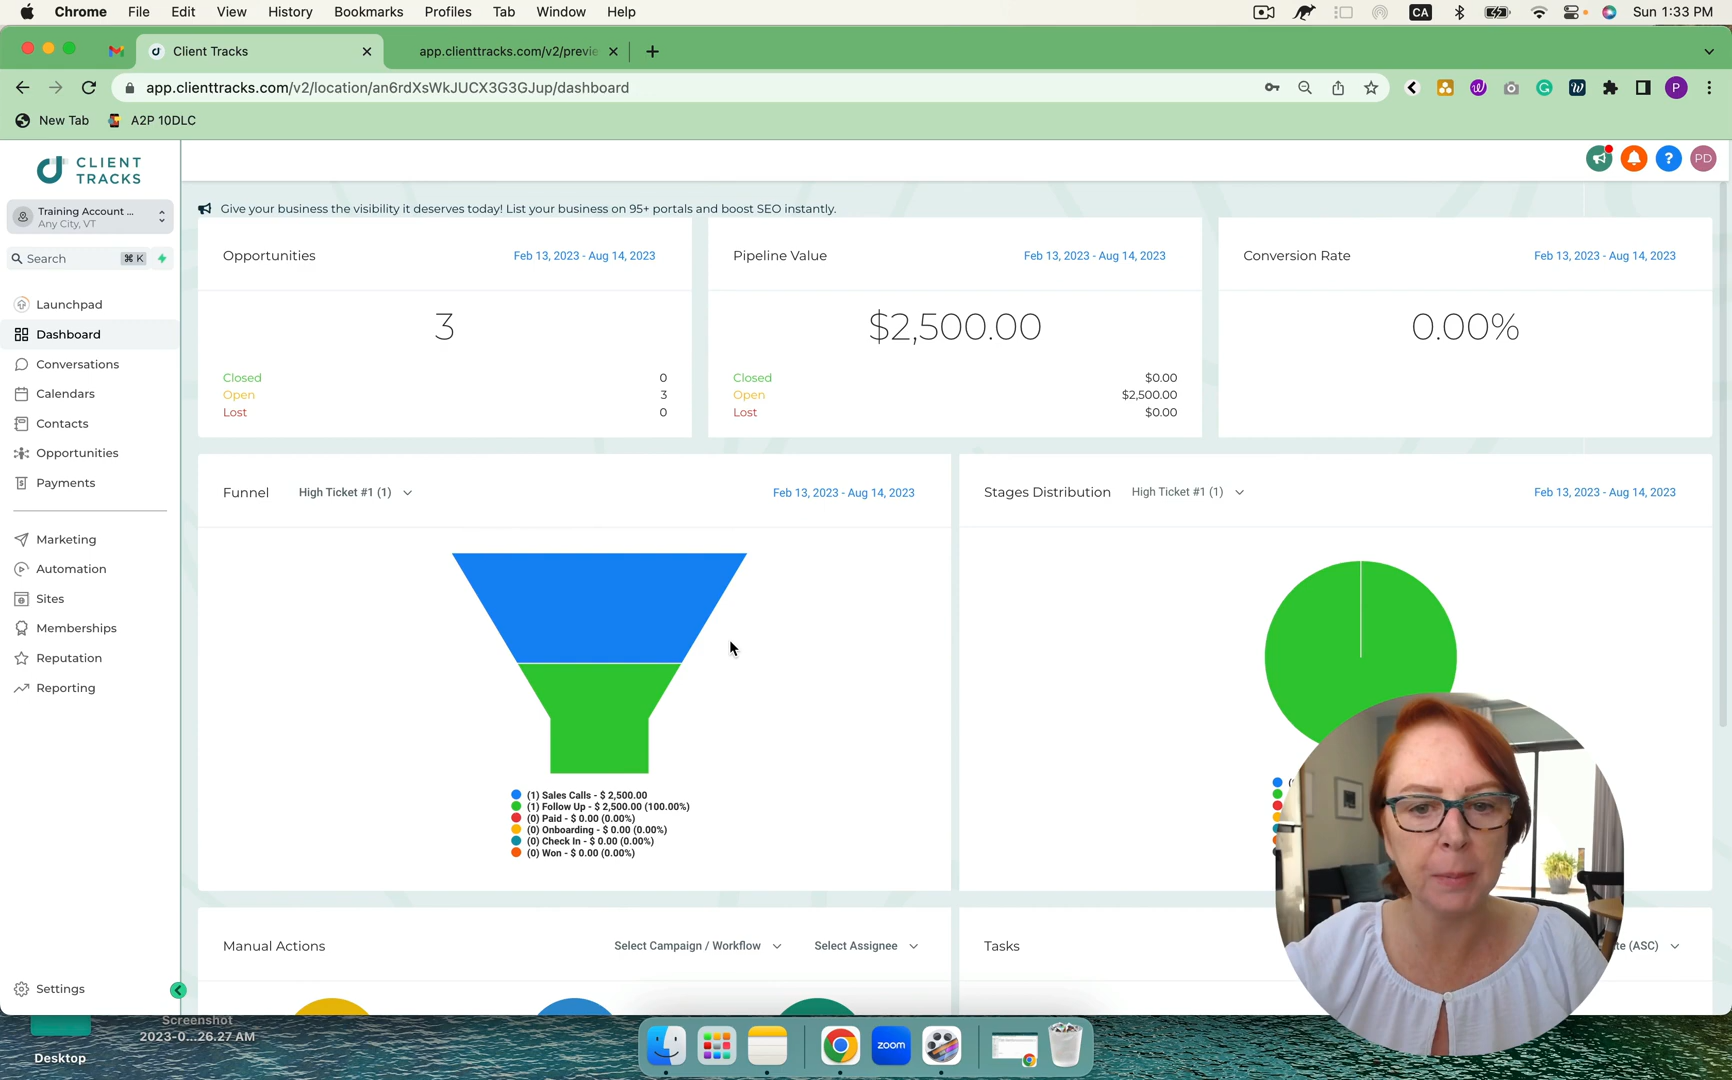 Chrome File Edit View History Bookmarks Profiles Tab Window Help CA Sun 1:33 PM
Client Tracks app.clienttracks.com/v2/previe
app.clienttracks.com/v2/location/an6rdXsWkJUCX3G3GJup/dashboard P
New Tab A2P 10DLC
CLIENT
TRACKS
PD
Training Account ...
Any City, VT
Search ⌘ K
Launchpad
Dashboard
Conversations
Calendars
Contacts
Opportunities
Payments
Marketing
Automation
Sites
Memberships
Reputation
Reporting
Settings
Give your business the visibility it deserves today! List your business on 95+ portals and boost SEO instantly.
Opportunities Feb 13, 2023 - Aug 14, 2023
3
Closed 0
Open 3
Lost 0
Pipeline Value Feb 13, 2023 - Aug 14, 2023
$2,500.00
Closed $0.00
Open $2,500.00
Lost $0.00
Conversion Rate Feb 13, 2023 - Aug 14, 2023
0.00%
Funnel High Ticket #1 (1) Feb 13, 2023 - Aug 14, 2023
(1) Sales Calls - $ 2,500.00
(1) Follow Up - $ 2,500.00 (100.00%)
(0) Paid - $ 0.00 (0.00%)
(0) Onboarding - $ 0.00 (0.00%)
(0) Check In - $ 0.00 (0.00%)
(0) Won - $ 0.00 (0.00%)
Stages Distribution High Ticket #1 (1) Feb 13, 2023 - Aug 14, 2023
Manual Actions Select Campaign / Workflow Select Assignee
Tasks (ASC)
Screenshot
2023-0...26.27 AM
Desktop
zoom